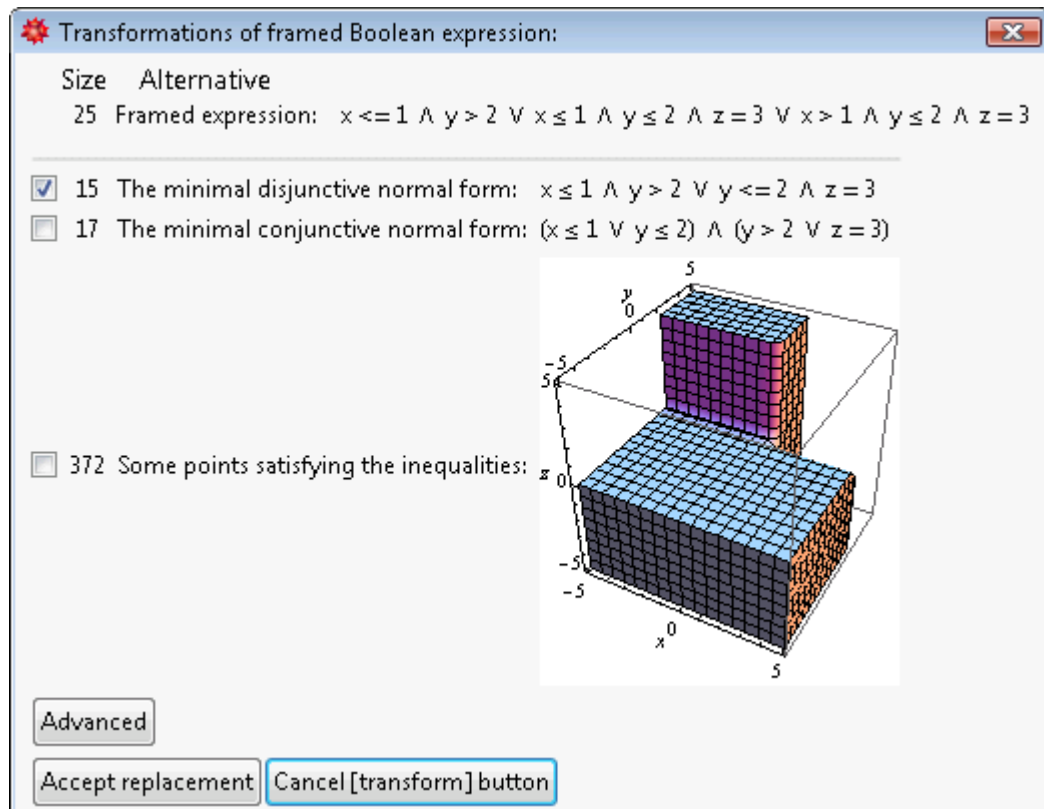 Transformations of framed Boolean expression:
Size Alternative
25 Framed expression: x <= 1 ∧ y > 2 ∨ x ≤ 1 ∧ y ≤ 2 ∧ z = 3 ∨ x > 1 ∧ y ≤ 2 ∧ z = 3
15 The minimal disjunctive normal form: x ≤ 1 ∧ y > 2 ∨ y <= 2 ∧ z = 3
17 The minimal conjunctive normal form: (x ≤ 1 ∨ y ≤ 2) ∧ (y > 2 ∨ z = 3)
5
y
0
-5
5
372 Some points satisfying the inequalities:
z 0
-5
-5
x 0
5
Advanced
Accept replacement Cancel [transform] button